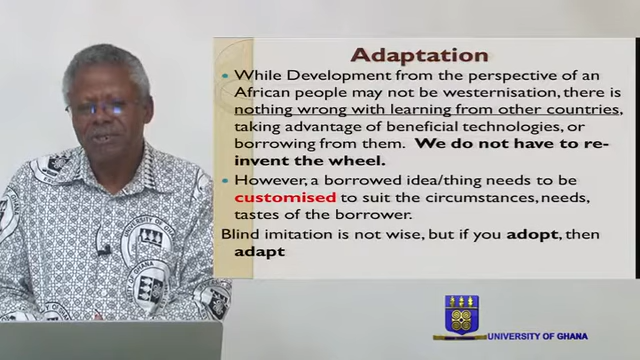 Adaptation
• While Development from the perspective of an
African people may not be westernisation, there is
nothing wrong with learning from other countries,
taking advantage of beneficial technologies, or
borrowing from them. We do not have to re-
invent the wheel.
• However, a borrowed idea/thing needs to be
customised to suit the circumstances, needs,
tastes of the borrower.
Blind imitation is not wise, but if you adopt, then
adapt
UNIVERSITY OF GHANA